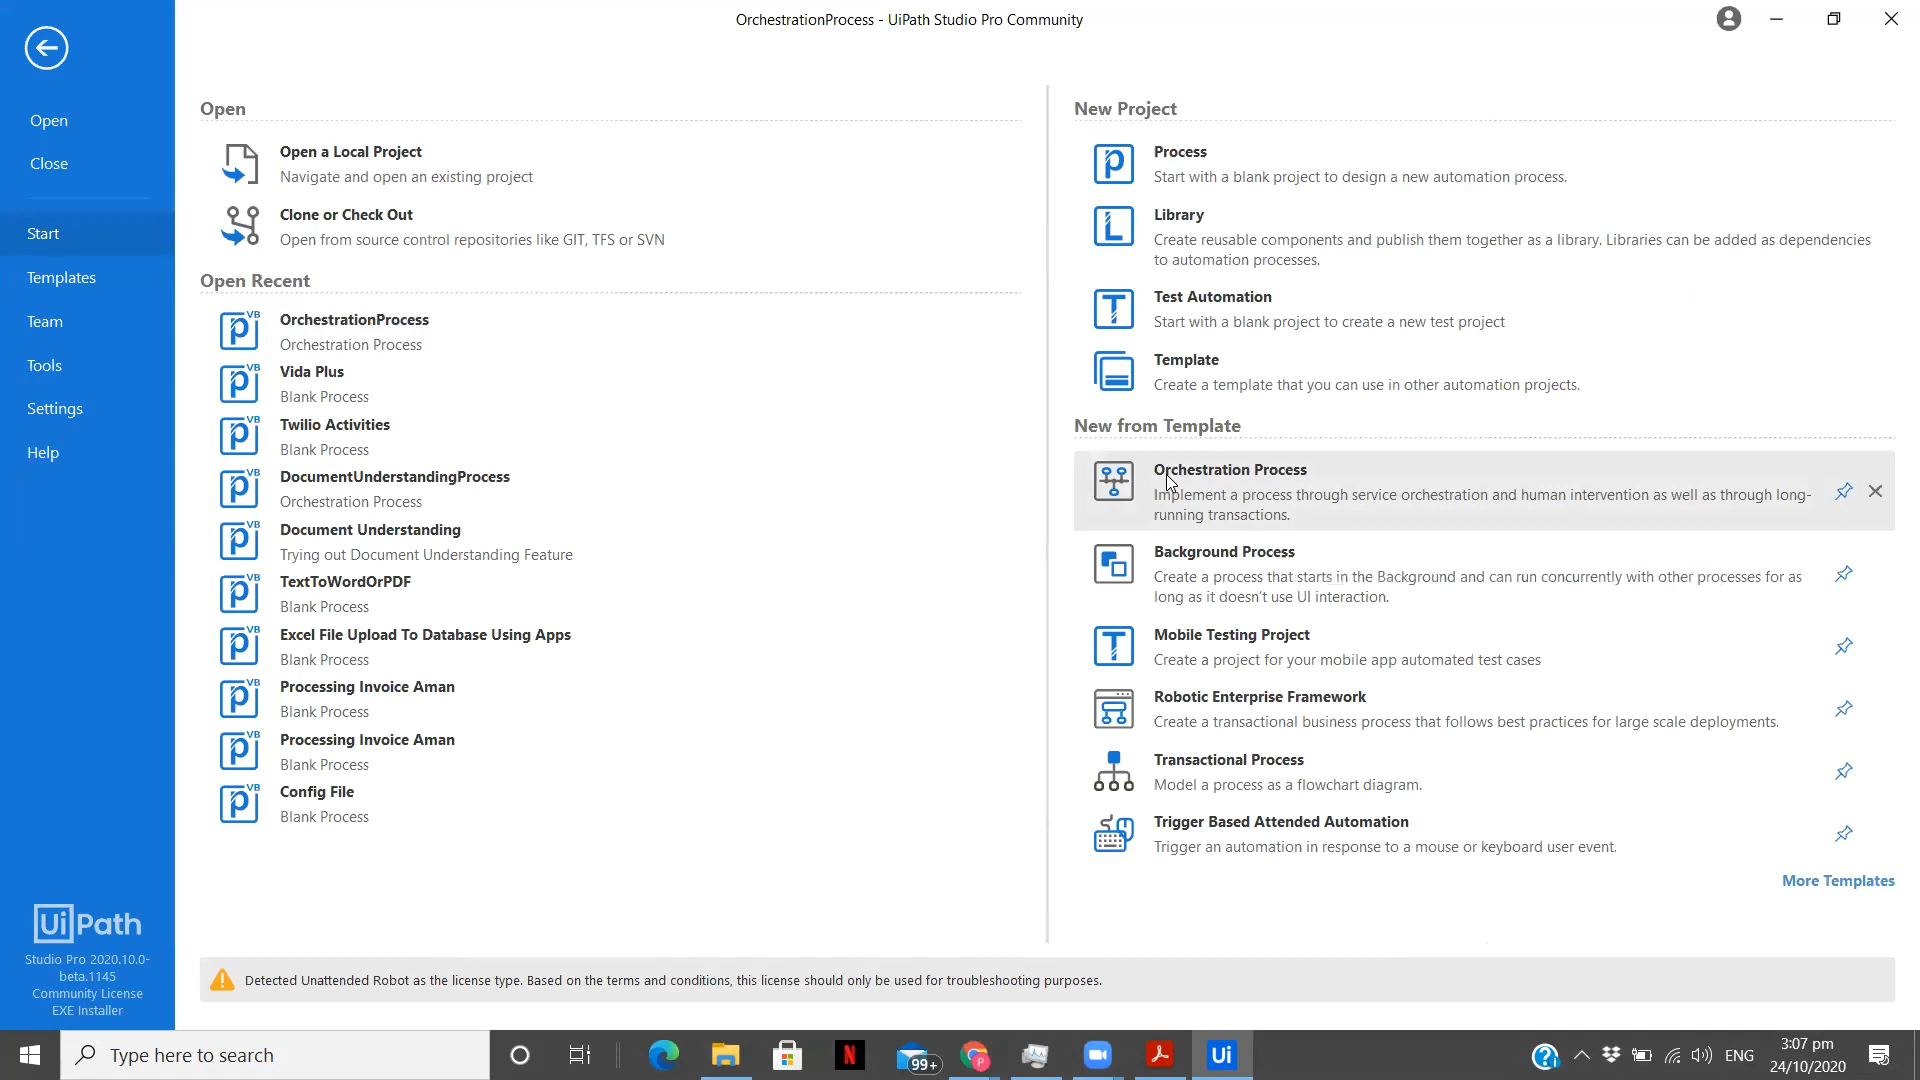 OrchestrationProcess - UiPath Studio Pro Community
Open
Close
Start
Templates
Team
Tools
Settings
Help
UiPath
Studio Pro 2020.10.0-
beta.1145
Community License
EXE Installer
Open
Open a Local Project
Navigate and open an existing project
Clone or Check Out
Open from source control repositories like GIT, TFS or SVN
Open Recent
VB
OrchestrationProcess
Orchestration Process
VB
Vida Plus
Blank Process
VB
Twilio Activities
Blank Process
VB
DocumentUnderstandingProcess
Orchestration Process
VB
Document Understanding
Trying out Document Understanding Feature
VB
TextToWordOrPDF
Blank Process
VB
Excel File Upload To Database Using Apps
Blank Process
VB
Processing Invoice Aman
Blank Process
VB
Processing Invoice Aman
Blank Process
VB
Config File
Blank Process
New Project
Process
Start with a blank project to design a new automation process.
Library
Create reusable components and publish them together as a library. Libraries can be added as dependencies
to automation processes.
Test Automation
Start with a blank project to create a new test project
Template
Create a template that you can use in other automation projects.
New from Template
Orchestration Process
Implement a process through service orchestration and human intervention as well as through long-
running transactions.
Background Process
Create a process that starts in the Background and can run concurrently with other processes for as
long as it doesn't use UI interaction.
Mobile Testing Project
Create a project for your mobile app automated test cases
Robotic Enterprise Framework
Create a transactional business process that follows best practices for large scale deployments.
Transactional Process
Model a process as a flowchart diagram.
Trigger Based Attended Automation
Trigger an automation in response to a mouse or keyboard user event.
More Templates
Detected Unattended Robot as the license type. Based on the terms and conditions, this license should only be used for troubleshooting purposes.
Type here to search
99+
Ui
ENG
3:07 pm
24/10/2020